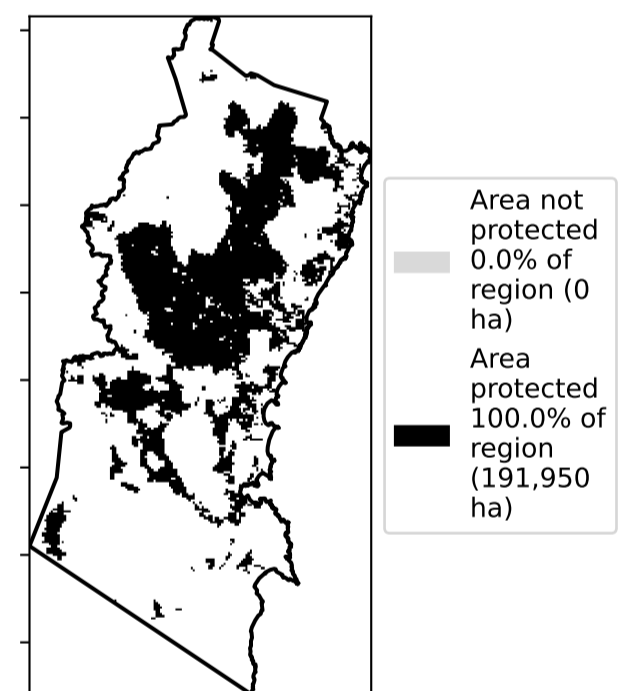 Area not
protected
0.0% of
region (0
ha)
Area
protected
100.0% of
region
(191,950
ha)